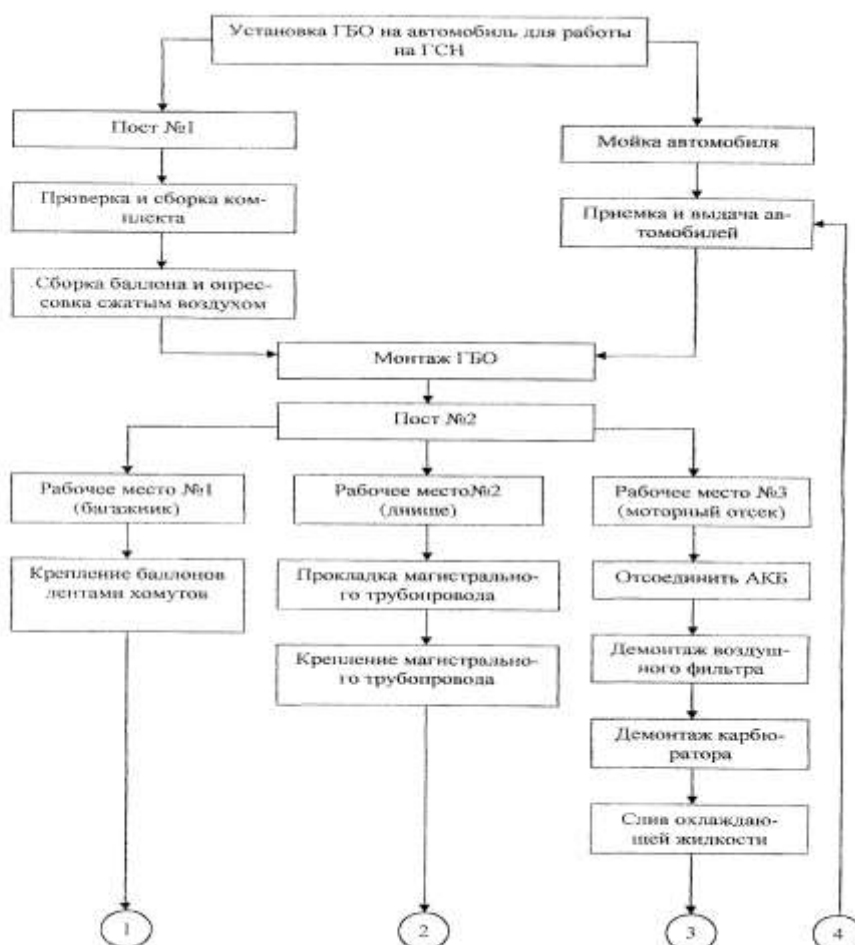 Установка ГБО на автомобиль для работы
на ГСН
Пост №1
Мойка автомобиля
Проверка и сборка ком-
плекта
Приемка и выдача ав-
томобилей
Сборка баллона и опрес-
совка сжатым воздухом
Монтаж ГБО
Пост №2
Рабочее место №1
(багажник)
Рабочее место№2
(днище)
Рабочее место №3
(моторный отсек)
Крепление баллонов
лентами хомутов
Прокладка магистрально-
го трубопровода
Отсоединить АКБ
Крепление магистрально-
го трубопровода
Демонтаж воздуш-
ного фильтра
Демонтаж карбю-
ратора
Слив охлаждаю-
щей жидкости
1
2
3
4